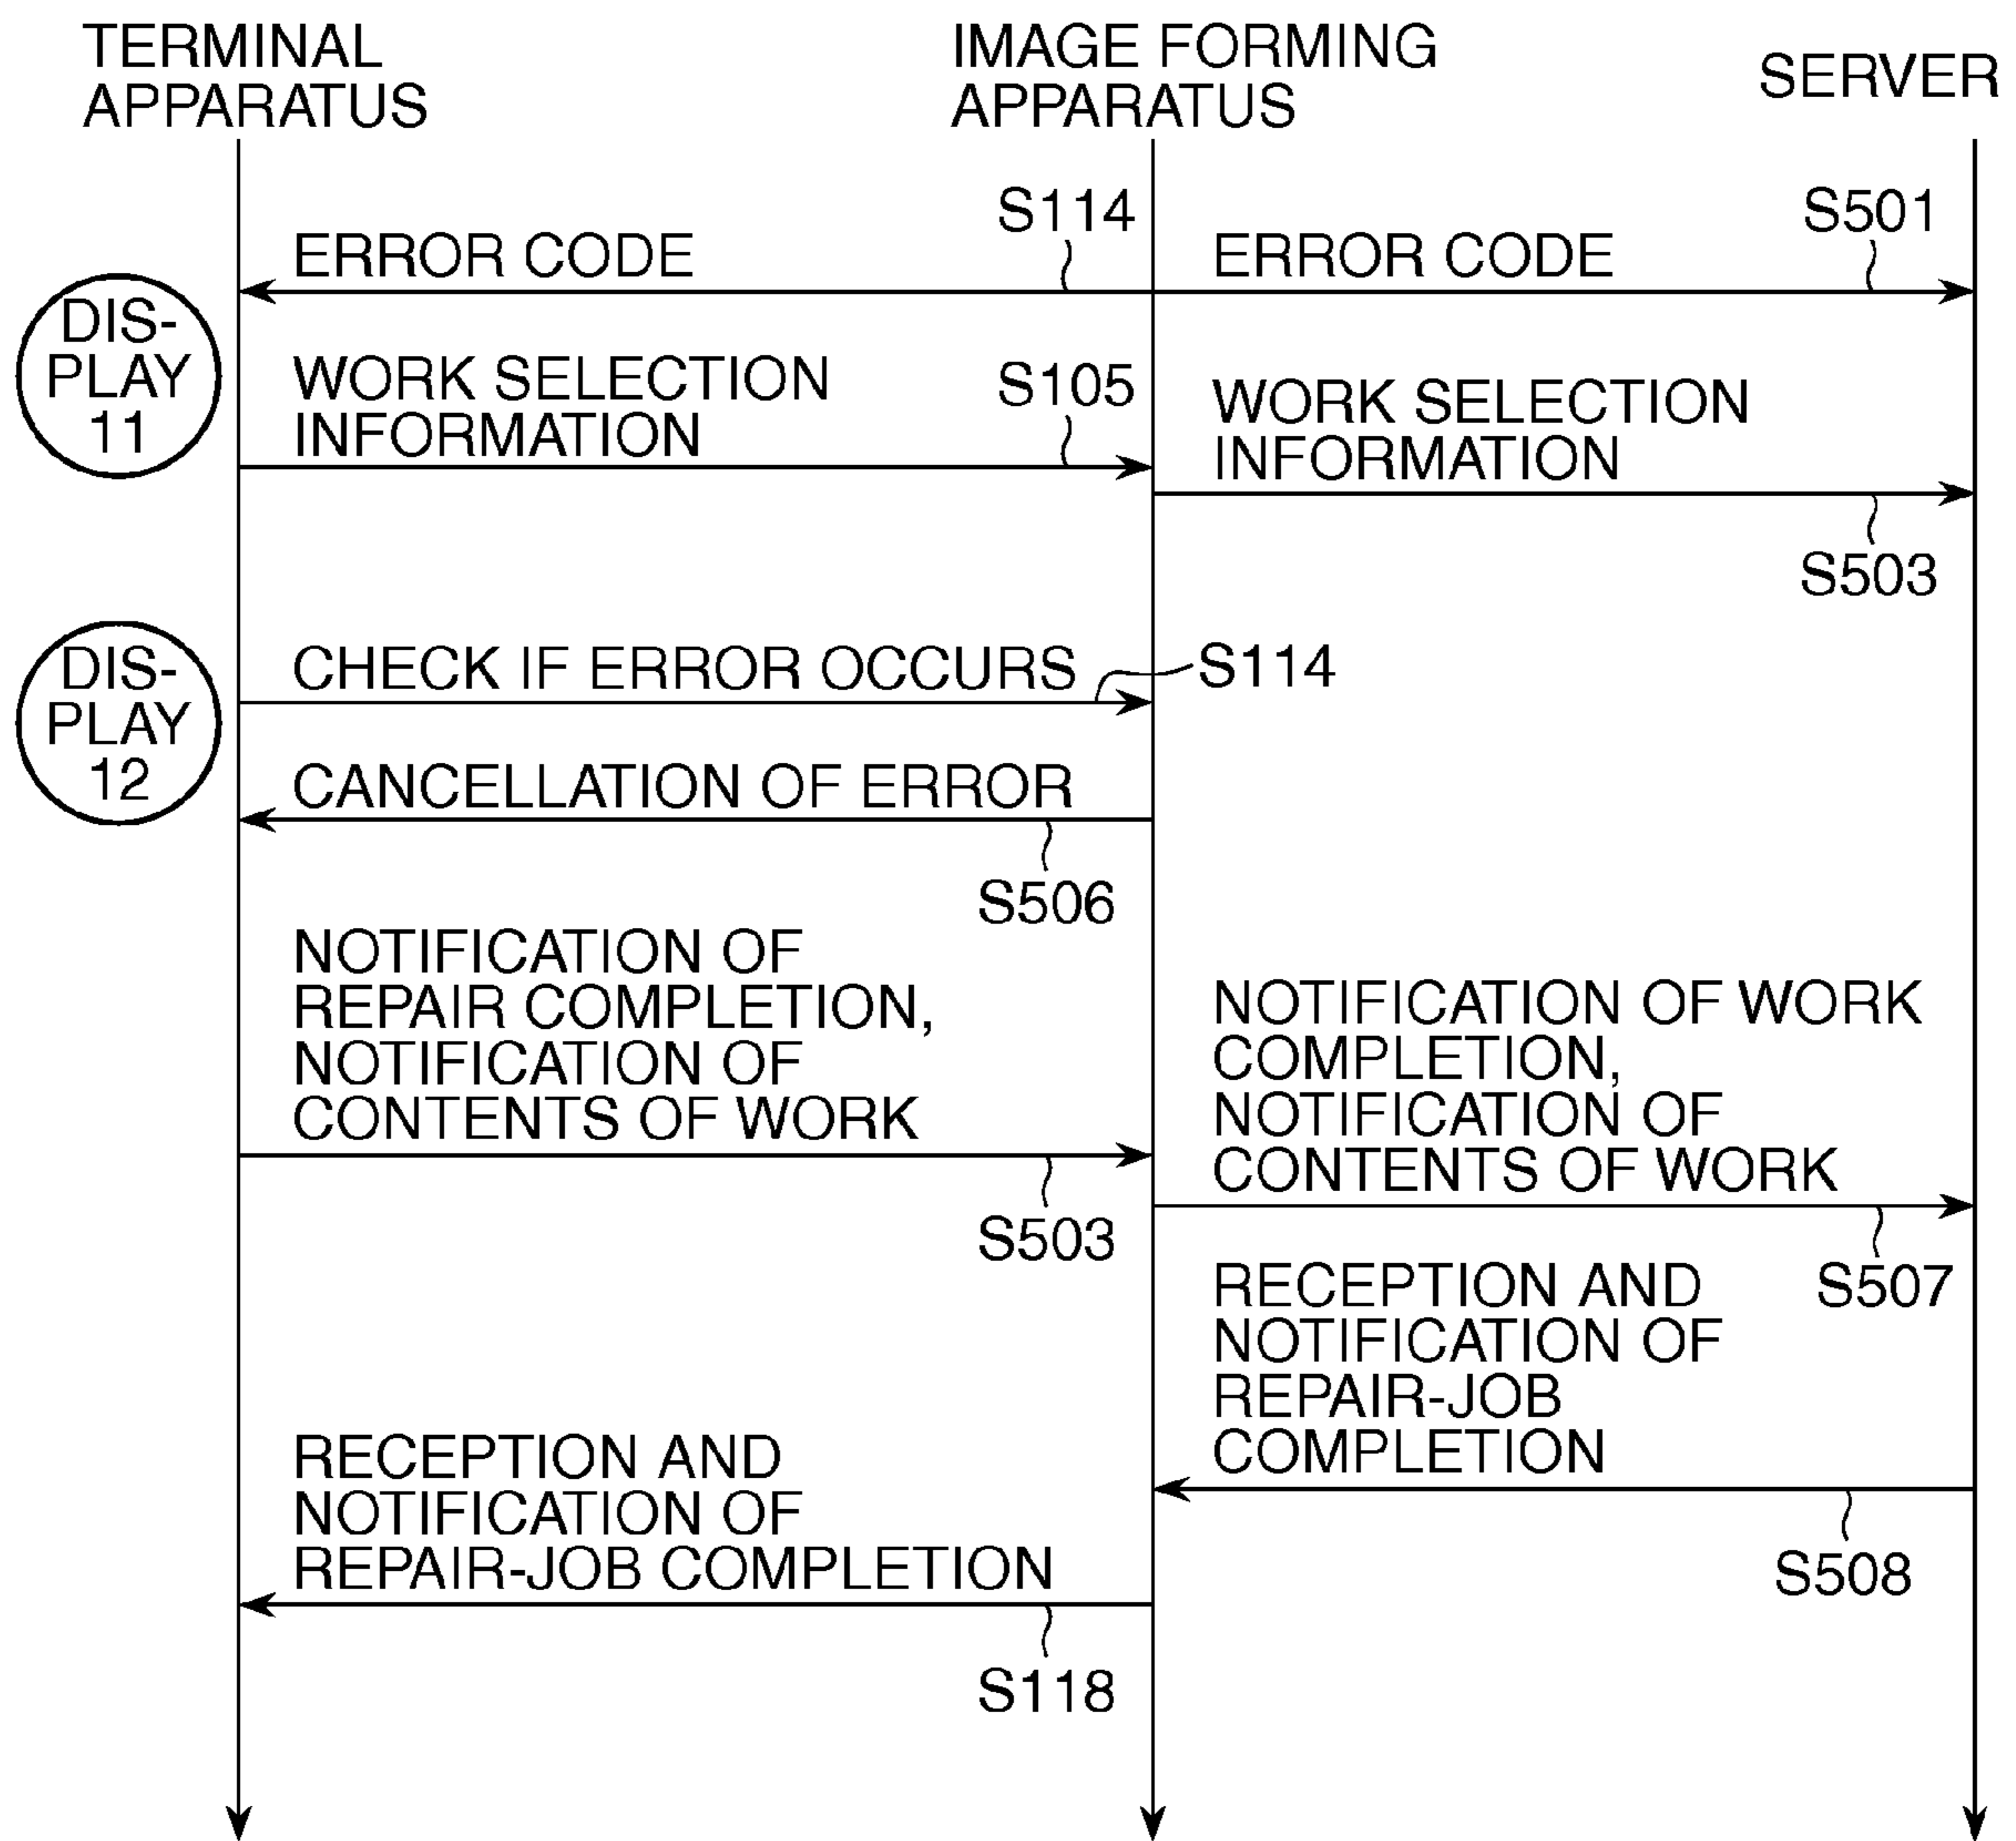 TERMINAL
APPARATUS
IMAGE FORMING
APPARATUS
SERVER
S114
S501
ERROR CODE
ERROR CODE
DIS-
PLAY
11
WORK SELECTION
INFORMATION
S105
WORK SELECTION
INFORMATION
S503
DIS-
PLAY
12
CHECK IF ERROR OCCURS
S114
CANCELLATION OF ERROR
S506
NOTIFICATION OF
REPAIR COMPLETION,
NOTIFICATION OF
CONTENTS OF WORK
S503
NOTIFICATION OF WORK
COMPLETION,
NOTIFICATION OF
CONTENTS OF WORK
S507
RECEPTION AND
NOTIFICATION OF
REPAIR-JOB
COMPLETION
S508
RECEPTION AND
NOTIFICATION OF
REPAIR-JOB COMPLETION
S118